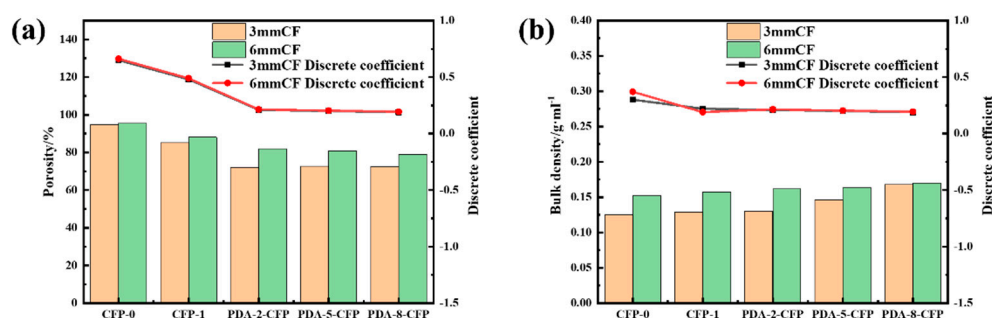 (a)
3mmCF
6mmCF
3mmCF Discrete coefficient
6mmCF Discrete coefficient
Porosity/%
140
120
100
80
60
40
20
0
1.0
0.5
0.0
-0.5
-1.0
-1.5
Discrete coefficient
CFP-0 CFP-1 PDA-2-CFP PDA-5-CFP PDA-8-CFP
(b)
3mmCF
6mmCF
3mmCF Discrete coefficient
6mmCF Discrete coefficient
Bulk density/g·ml⁻¹
0.40
0.35
0.30
0.25
0.20
0.15
0.10
0.05
0.00
1.0
0.5
0.0
-0.5
-1.0
-1.5
Discrete coefficient
CFP-0 CFP-1 PDA-2-CFP PDA-5-CFP PDA-8-CFP